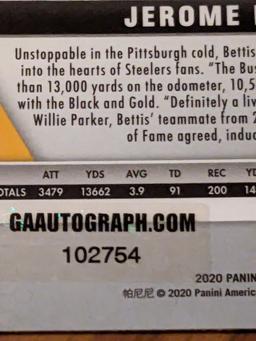 JEROME
Unstoppable in the Pittsburgh cold, Bettis
into the hearts of Steelers fans. "The Bus
than 13,000 yards on the odometer, 10,5
with the Black and Gold. "Definitely a liv
Willie Parker, Bettis' teammate from 2
of Fame agreed, induc
ATT YDS AVG TD REC YD
OTALS 3479 13662 3.9 91 200 14
GAAUTOGRAPH.COM
102754
2020 PANIN
帕尼尼 © 2020 Panini Americ